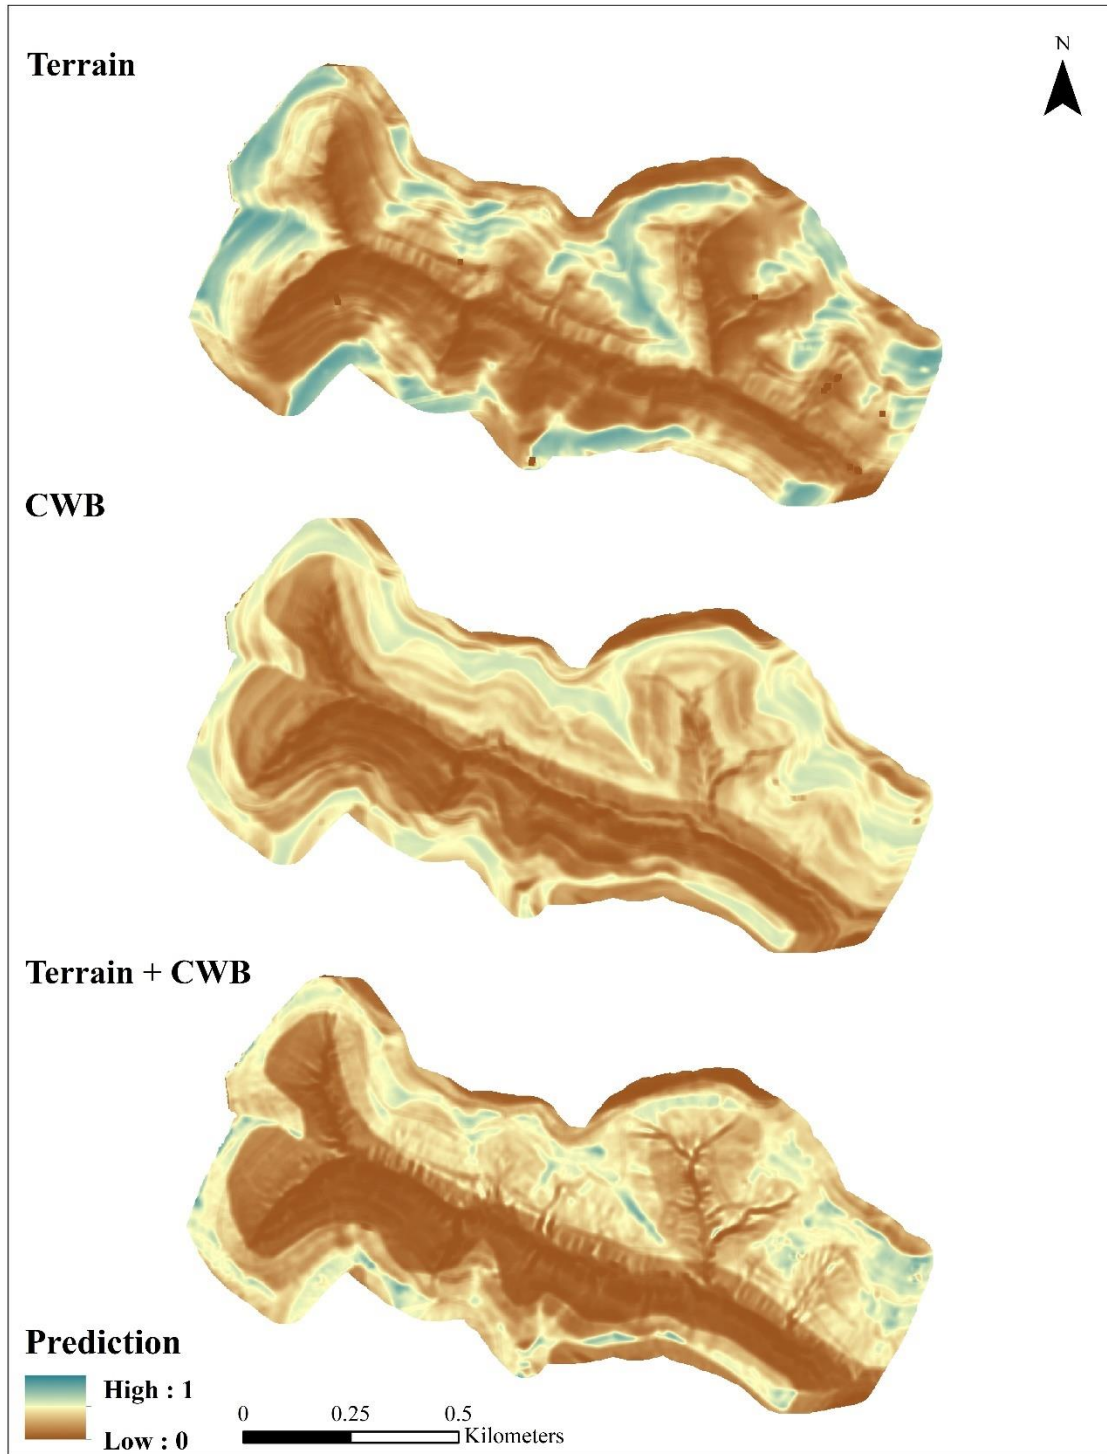 Terrain
N
CWB
Terrain + CWB
Prediction
High : 1
Low : 0
0 0.25 0.5
Kilometers